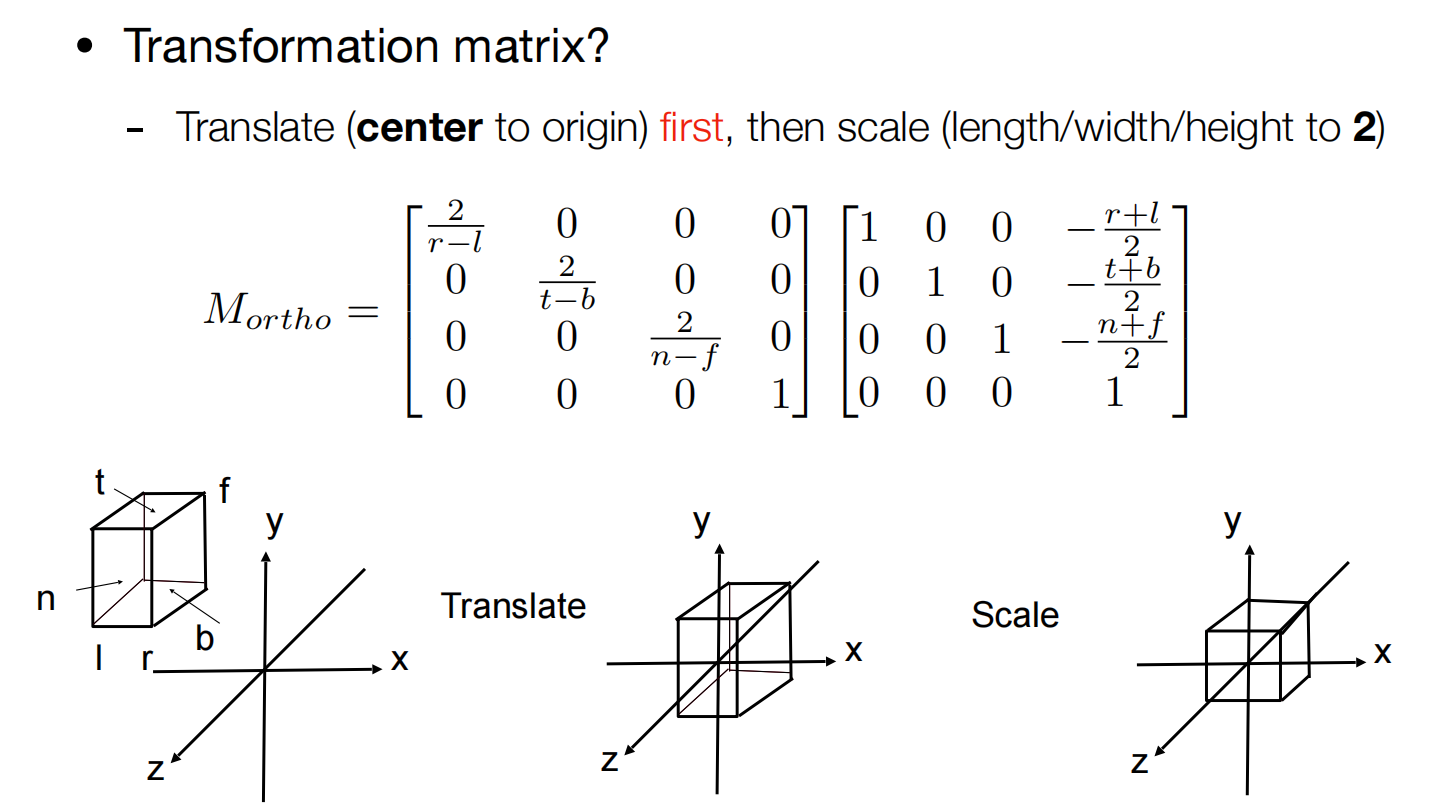 • Transformation matrix?
- Translate (center to origin) first, then scale (length/width/height to 2)
M_{ortho} = \begin{bmatrix} \frac{2}{r-l} & 0 & 0 & 0 \\ 0 & \frac{2}{t-b} & 0 & 0 \\ 0 & 0 & \frac{2}{n-f} & 0 \\ 0 & 0 & 0 & 1 \end{bmatrix} \begin{bmatrix} 1 & 0 & 0 & -\frac{r+l}{2} \\ 0 & 1 & 0 & -\frac{t+b}{2} \\ 0 & 0 & 1 & -\frac{n+f}{2} \\ 0 & 0 & 0 & 1 \end{bmatrix}
t
f
n
l
r
b
y
x
z
Translate
y
x
z
Scale
y
x
z